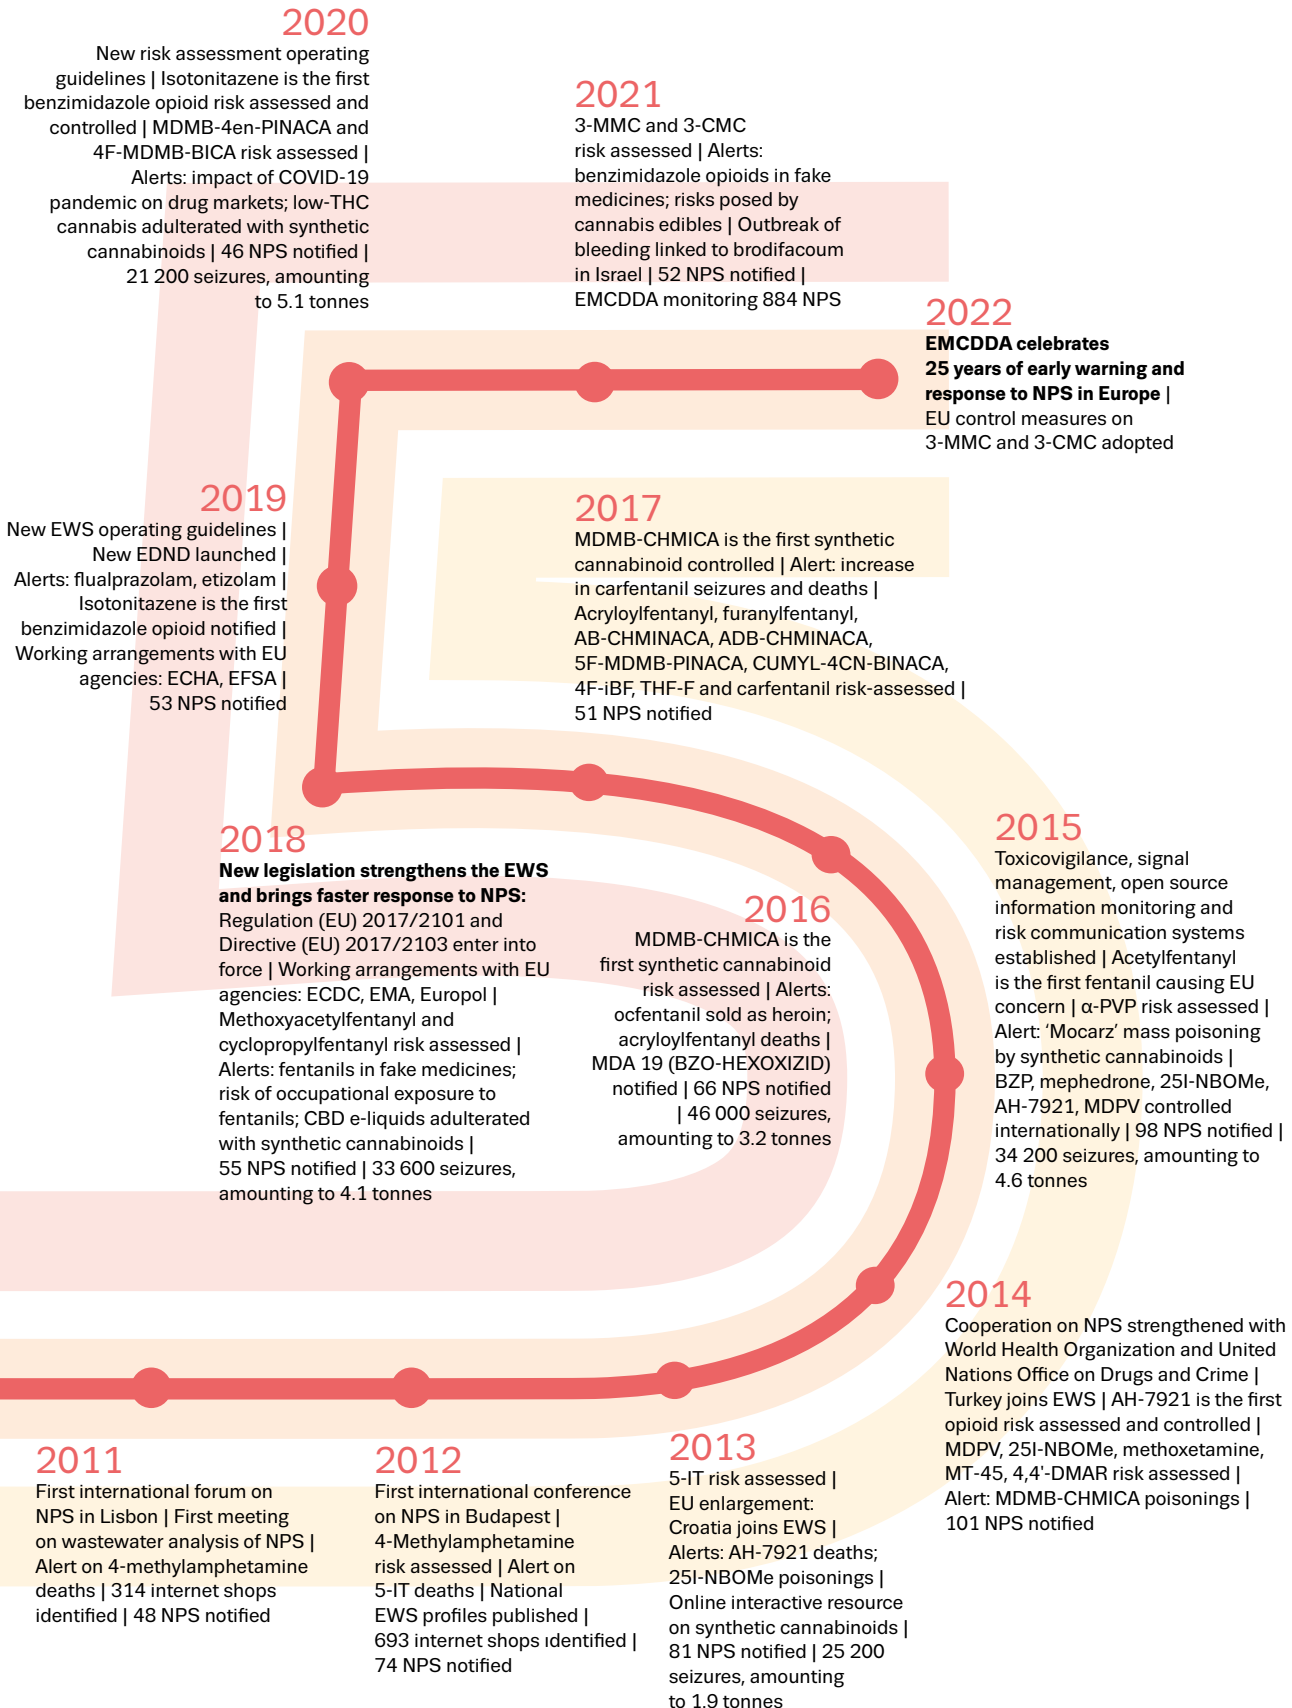 2020
New risk assessment operating
guidelines | Isotonitazene is the first
benzimidazole opioid risk assessed and
controlled | MDMB-4en-PINACA and
4F-MDMB-BICA risk assessed |
Alerts: impact of COVID-19
pandemic on drug markets; low-THC
cannabis adulterated with synthetic
cannabinoids | 46 NPS notified |
21 200 seizures, amounting
to 5.1 tonnes
2021
3-MMC and 3-CMC
risk assessed | Alerts:
benzimidazole opioids in fake
medicines; risks posed by
cannabis edibles | Outbreak of
bleeding linked to brodifacoum
in Israel | 52 NPS notified |
EMCDDA monitoring 884 NPS
2022
EMCDDA celebrates
25 years of early warning and
response to NPS in Europe |
EU control measures on
3-MMC and 3-CMC adopted
2019
New EWS operating guidelines |
New EDND launched |
Alerts: flualprazolam, etizolam |
Isotonitazene is the first
benzimidazole opioid notified |
Working arrangements with EU
agencies: ECHA, EFSA |
53 NPS notified
2017
MDMB-CHMICA is the first synthetic
cannabinoid controlled | Alert: increase
in carfentanil seizures and deaths |
Acryloylfentanyl, furanylfentanyl,
AB-CHMINACA, ADB-CHMINACA,
5F-MDMB-PINACA, CUMYL-4CN-BINACA,
4F-iBF, THF-F and carfentanil risk-assessed |
51 NPS notified
2018
New legislation strengthens the EWS
and brings faster response to NPS:
Regulation (EU) 2017/2101 and
Directive (EU) 2017/2103 enter into
force | Working arrangements with EU
agencies: ECDC, EMA, Europol |
Methoxyacetylfentanyl and
cyclopropylfentanyl risk assessed |
Alerts: fentanils in fake medicines;
risk of occupational exposure to
fentanils; CBD e-liquids adulterated
with synthetic cannabinoids |
55 NPS notified | 33 600 seizures,
amounting to 4.1 tonnes
2016
MDMB-CHMICA is the
first synthetic cannabinoid
risk assessed | Alerts:
ocfentanil sold as heroin;
acryloylfentanyl deaths |
MDA 19 (BZO-HEXOXIZID)
notified | 66 NPS notified
| 46 000 seizures,
amounting to 3.2 tonnes
2015
Toxicovigilance, signal
management, open source
information monitoring and
risk communication systems
established | Acetylfentanyl
is the first fentanil causing EU
concern | α-PVP risk assessed |
Alert: ‘Mocarz’ mass poisoning
by synthetic cannabinoids |
BZP, mephedrone, 25I-NBOMe,
AH-7921, MDPV controlled
internationally | 98 NPS notified |
34 200 seizures, amounting to
4.6 tonnes
2014
Cooperation on NPS strengthened with
World Health Organization and United
Nations Office on Drugs and Crime |
Turkey joins EWS | AH-7921 is the first
opioid risk assessed and controlled |
MDPV, 25I-NBOMe, methoxetamine,
MT-45, 4,4'-DMAR risk assessed |
Alert: MDMB-CHMICA poisonings |
101 NPS notified
2011
First international forum on
NPS in Lisbon | First meeting
on wastewater analysis of NPS |
Alert on 4-methylamphetamine
deaths | 314 internet shops
identified | 48 NPS notified
2012
First international conference
on NPS in Budapest |
4-Methylamphetamine
risk assessed | Alert on
5-IT deaths | National
EWS profiles published |
693 internet shops identified |
74 NPS notified
2013
5-IT risk assessed |
EU enlargement:
Croatia joins EWS |
Alerts: AH-7921 deaths;
25I-NBOMe poisonings |
Online interactive resource
on synthetic cannabinoids |
81 NPS notified | 25 200
seizures, amounting
to 1.9 tonnes